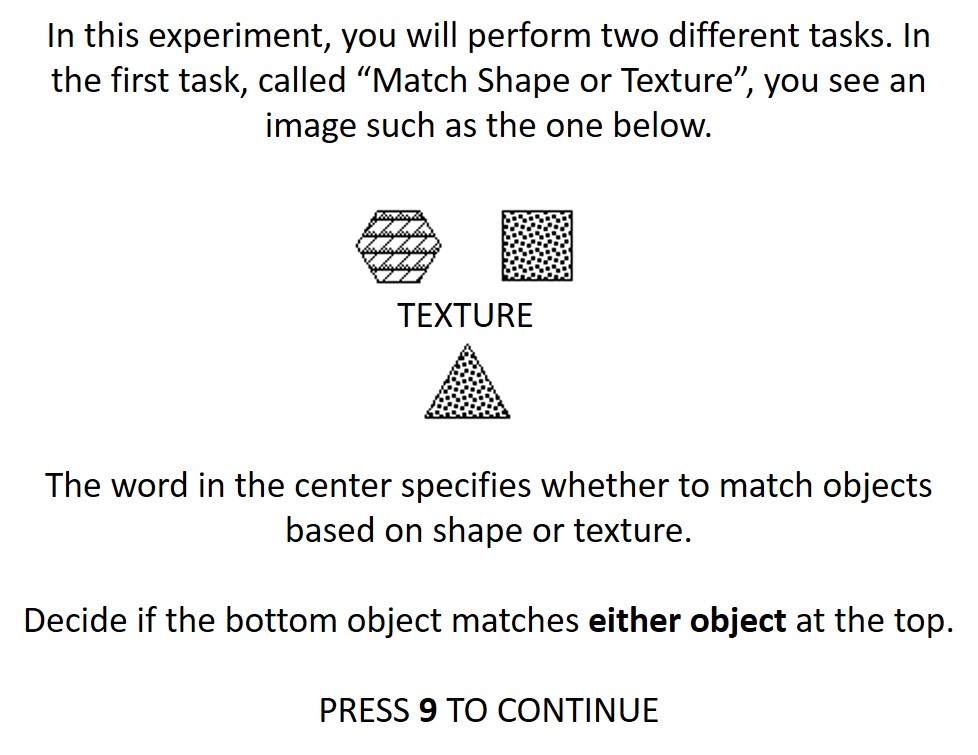 In this experiment, you will perform two different tasks. In
the first task, called “Match Shape or Texture”, you see an
image such as the one below.
TEXTURE
The word in the center specifies whether to match objects
based on shape or texture.
Decide if the bottom object matches either object at the top.
PRESS 9 TO CONTINUE